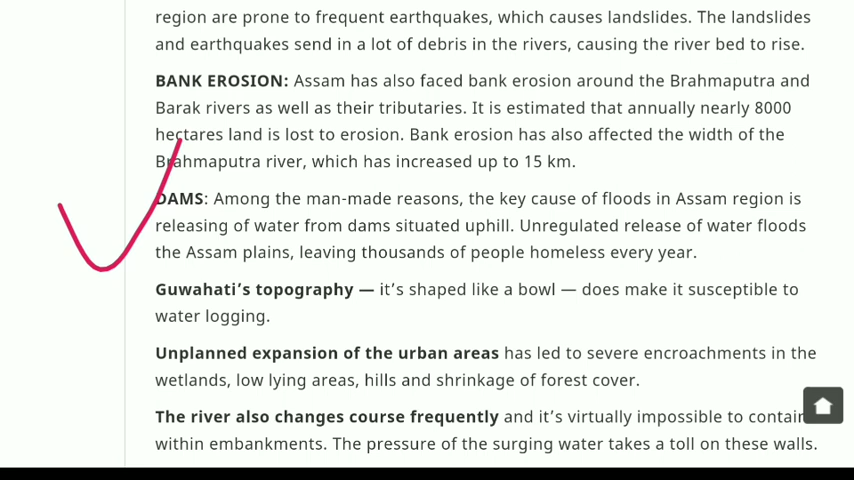 region are prone to frequent earthquakes, which causes landslides. The landslides
and earthquakes send in a lot of debris in the rivers, causing the river bed to rise.
BANK EROSION: Assam has also faced bank erosion around the Brahmaputra and
Barak rivers as well as their tributaries. It is estimated that annually nearly 8000
hectares land is lost to erosion. Bank erosion has also affected the width of the
Brahmaputra river, which has increased up to 15 km.
DAMS: Among the man-made reasons, the key cause of floods in Assam region is
releasing of water from dams situated uphill. Unregulated release of water floods
the Assam plains, leaving thousands of people homeless every year.
Guwahati’s topography — it’s shaped like a bowl — does make it susceptible to
water logging.
Unplanned expansion of the urban areas has led to severe encroachments in the
wetlands, low lying areas, hills and shrinkage of forest cover.
The river also changes course frequently and it’s virtually impossible to contain
within embankments. The pressure of the surging water takes a toll on these walls.